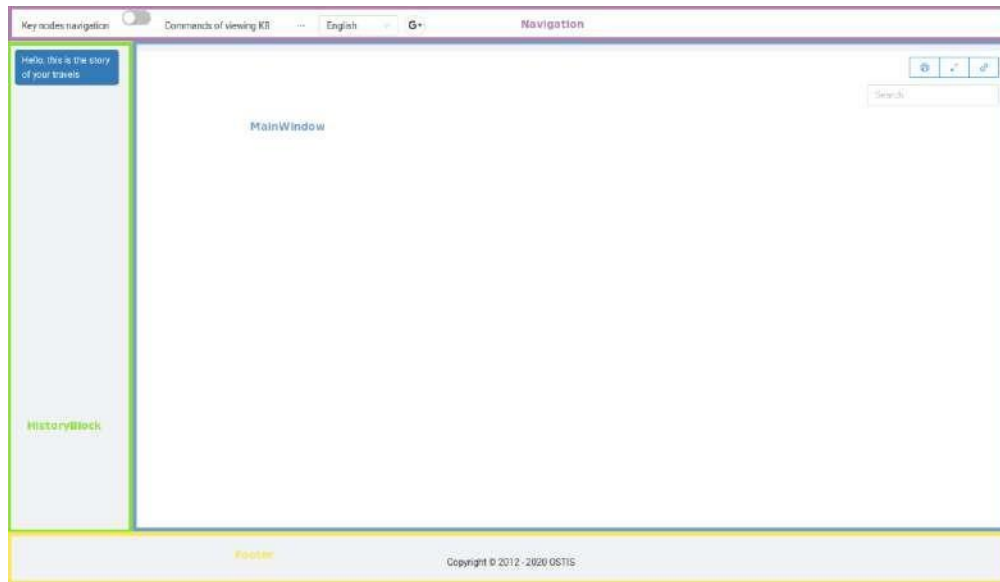 Key nodes navigation Commands of viewing KB ... English G+ Navigation
Hello, this is the story
of your travels
Search
MainWindow
HistoryBlock
Footer
Copyright © 2012 - 2020 OSTIS